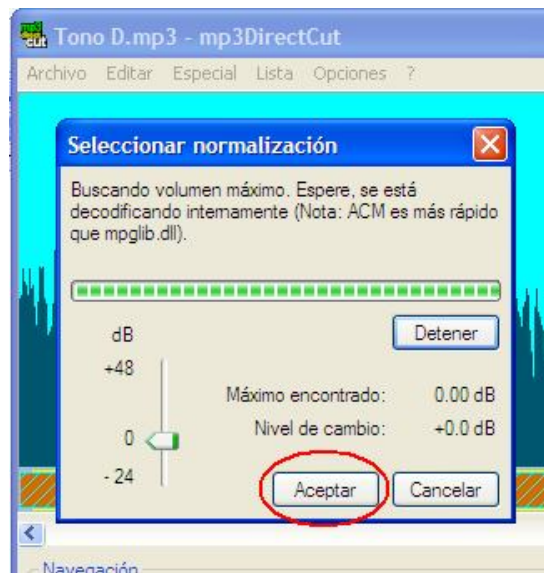 Tono D.mp3 - mp3DirectCut
Archivo Editar Especial Lista Opciones ?
Seleccionar normalización
Buscando volumen máximo. Espere, se está
decodificando internamente (Nota: ACM es más rápido
que mpglib.dll).
dB
Detener
+48
Máximo encontrado: 0.00 dB
Nivel de cambio: +0.0 dB
0
- 24
Aceptar
Cancelar
Navegación